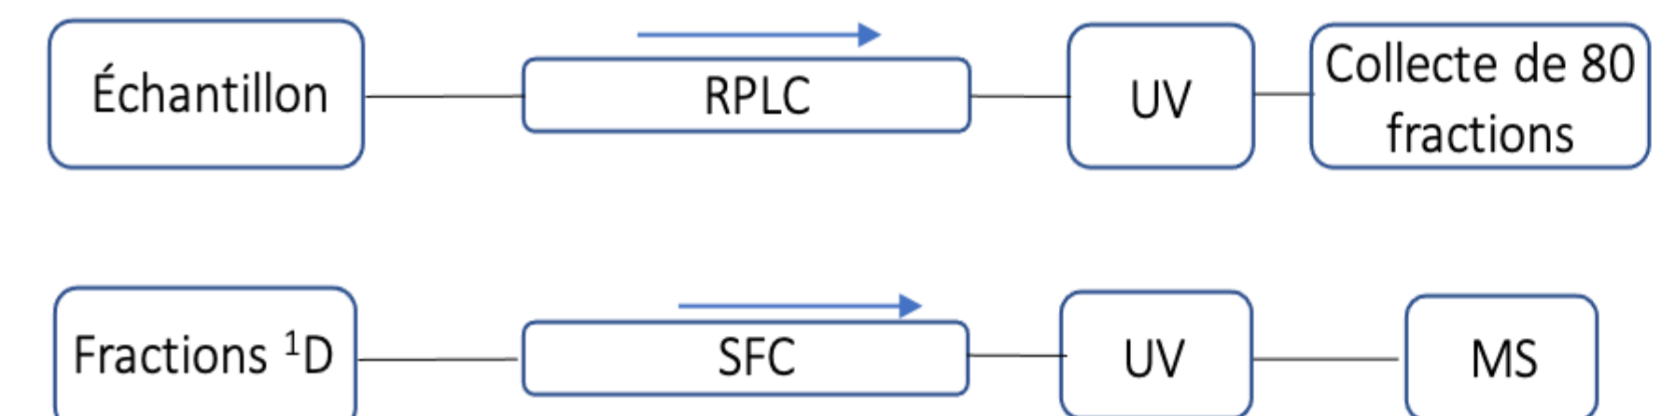 Échantillon
RPLC
UV
Collecte de 80
fractions
Fractions ¹D
SFC
UV
MS